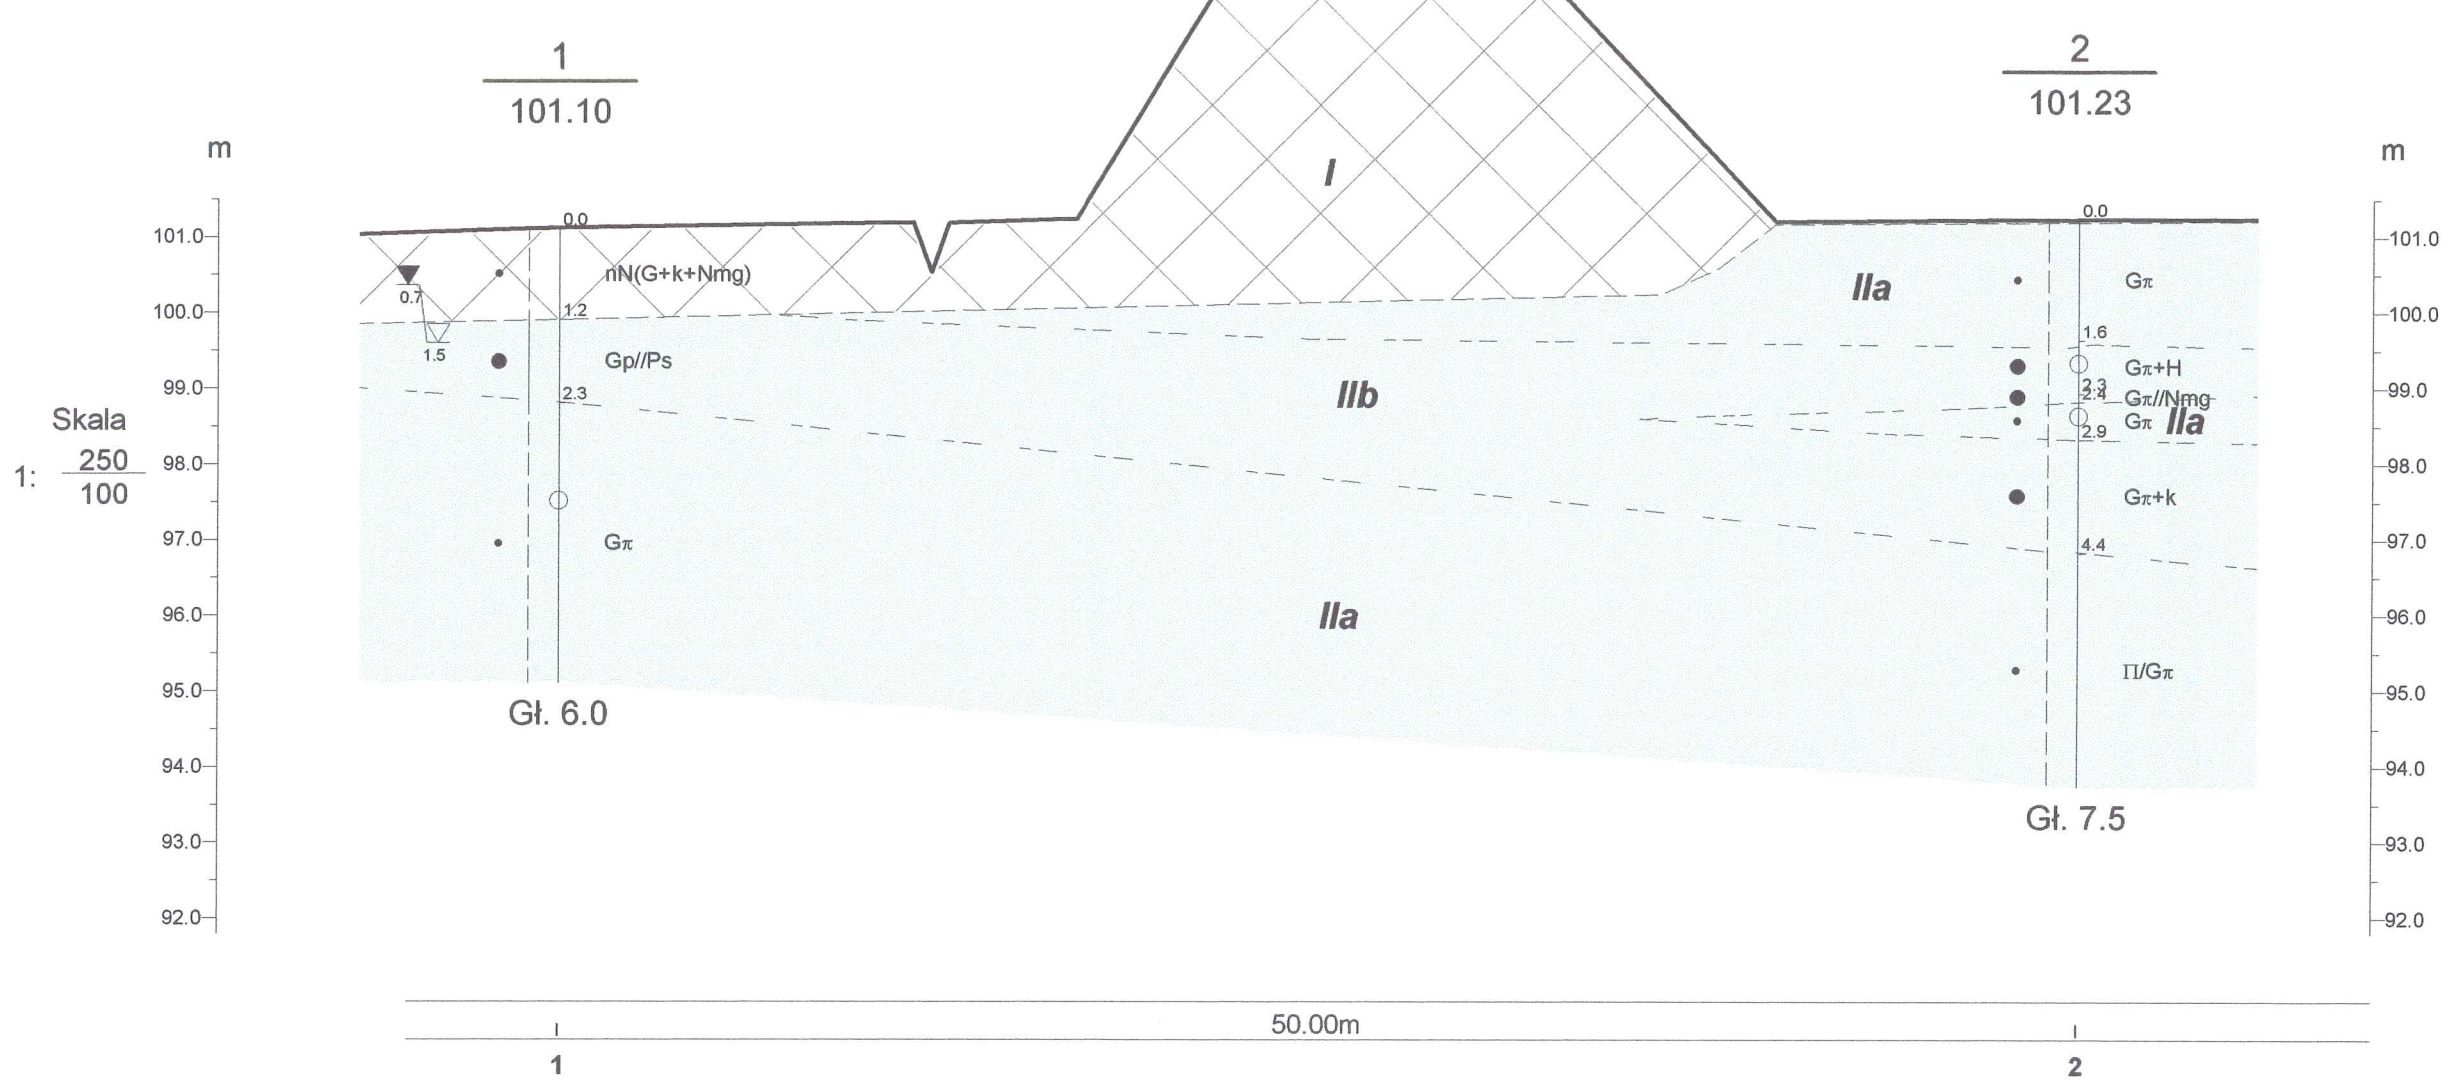 1
101.10
2
101.23
m
m
I
0.0
0.0
101.0
101.0
nN(G+k+Nmg)
IIa
Gπ
0.7
1.2
100.0
100.0
1.6
1.5
Gp//Ps
Gπ+H
99.0
2.3
IIb
2.3
99.0
2.4
Gπ//Nmg
Skala
Gπ
IIa
2.9
250
1:
100
98.0
98.0
Gπ+k
97.0
Gπ
4.4
97.0
96.0
IIa
96.0
Π/Gπ
95.0
95.0
Gł. 6.0
94.0
94.0
Gł. 7.5
93.0
93.0
92.0
92.0
50.00m
1
2